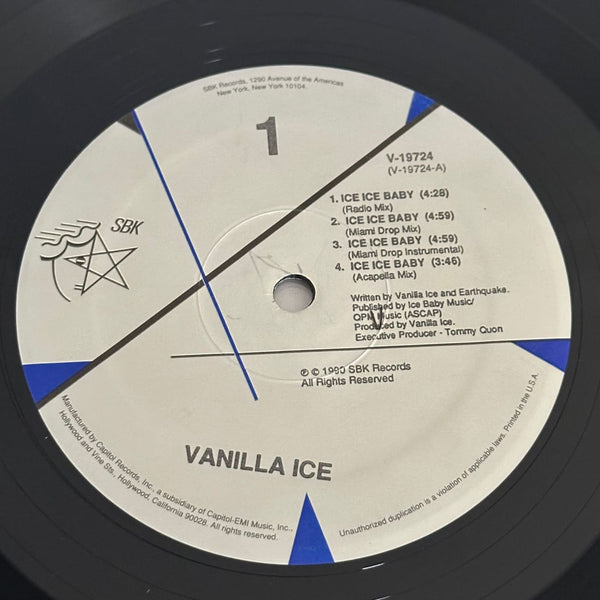 SBK Records, 1290 Avenue of the Americas
New York, New York 10104.
1
V-19724
(V-19724-A)
SBK
1. ICE ICE BABY (4:28)
(Radio Mix)
2. ICE ICE BABY (4:59)
(Miami Drop Mix)
3. ICE ICE BABY (4:59)
(Miami Drop Instrumental)
4. ICE ICE BABY (3:46)
(Acapella Mix)
Written by Vanilla Ice and Earthquake.
Published by Ice Baby Music/
QPM Music (ASCAP)
Produced by Vanilla Ice.
Executive Producer - Tommy Quon
℗ © 1990 SBK Records
All Rights Reserved
VANILLA ICE
Manufactured by Capitol Records, Inc., a subsidiary of Capitol-EMI Music, Inc.,
Hollywood and Vine Sts., Hollywood, California 90028. All rights reserved.
Unauthorized duplication is a violation of applicable laws. Printed in the U.S.A.